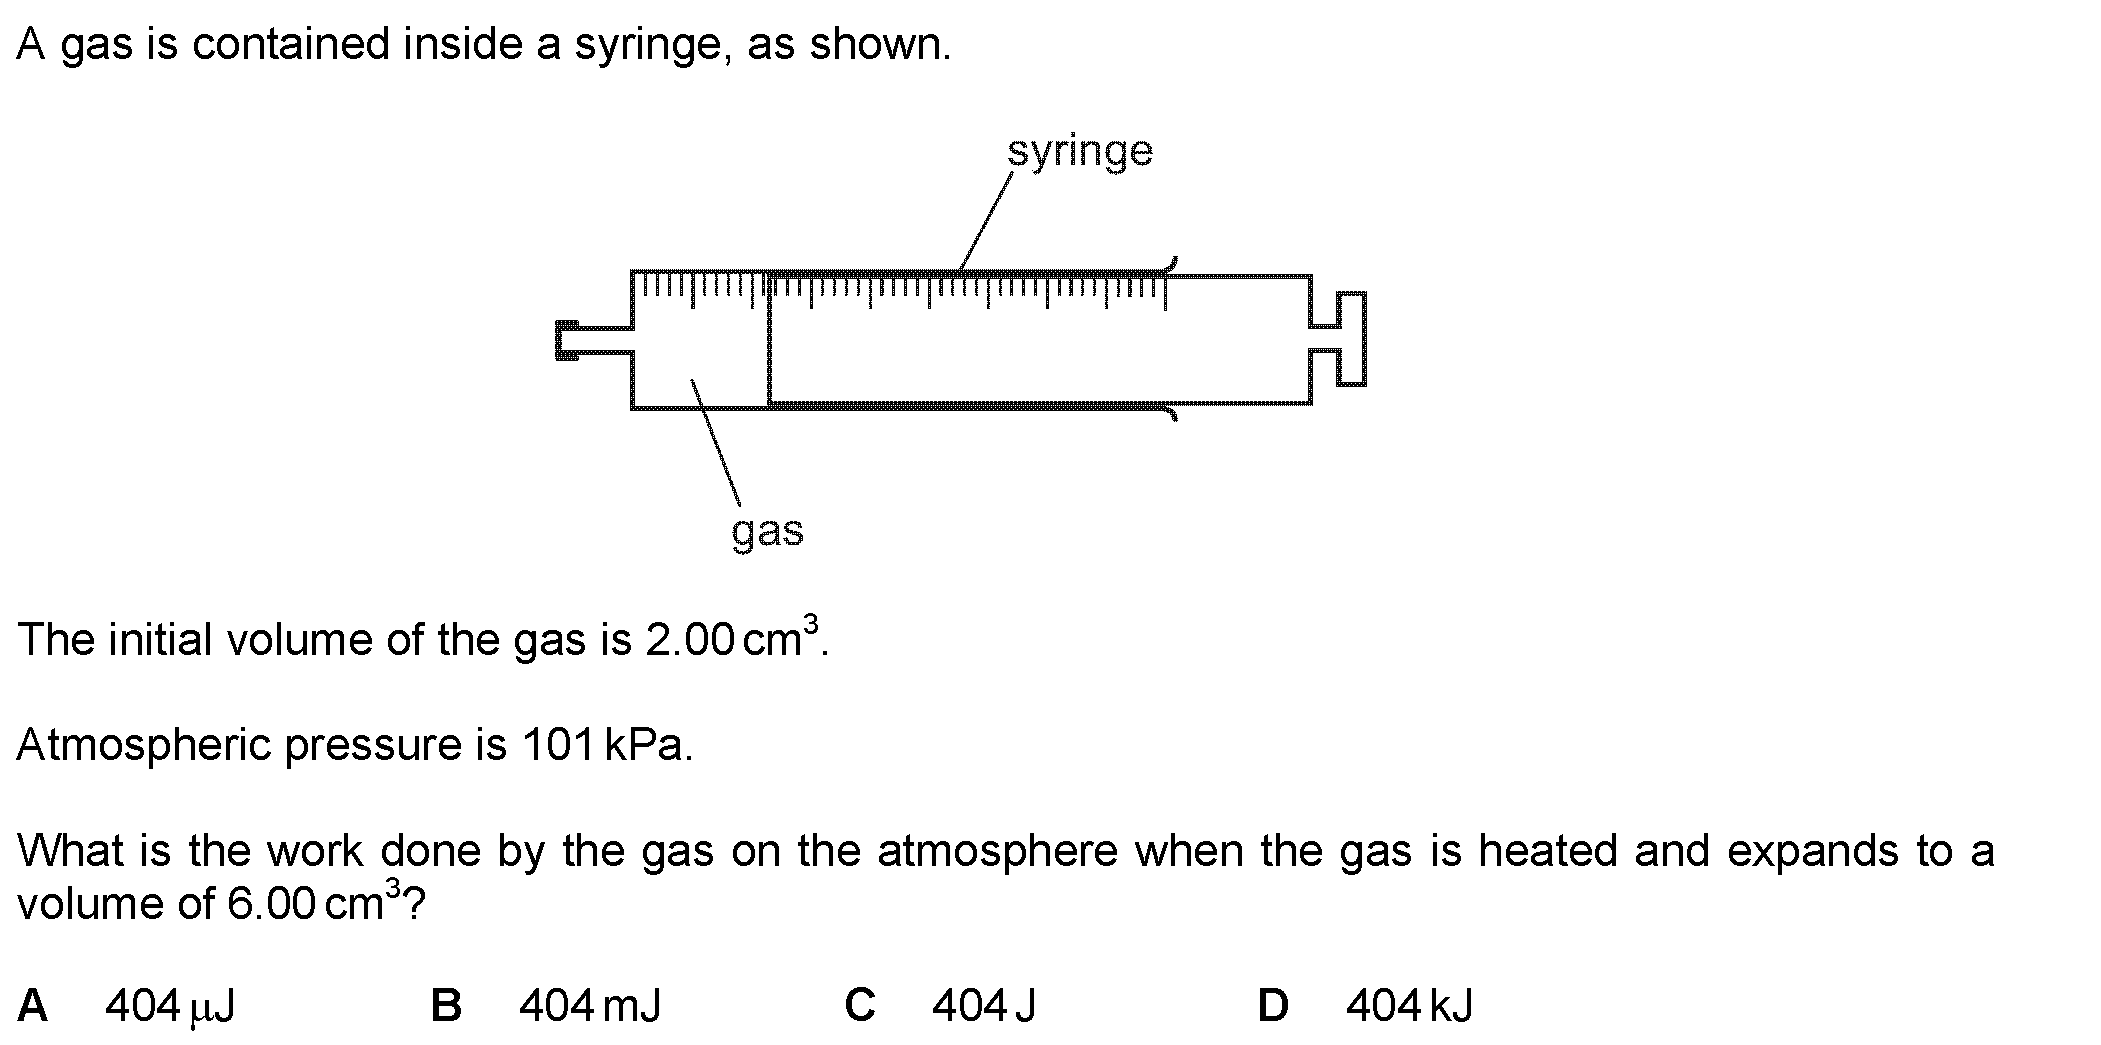 A gas is contained inside a syringe, as shown.
syringe
gas
The initial volume of the gas is 2.00 cm³.
Atmospheric pressure is 101 kPa.
What is the work done by the gas on the atmosphere when the gas is heated and expands to a
volume of 6.00 cm³?
A 404 μJ B 404 mJ C 404 J D 404 kJ